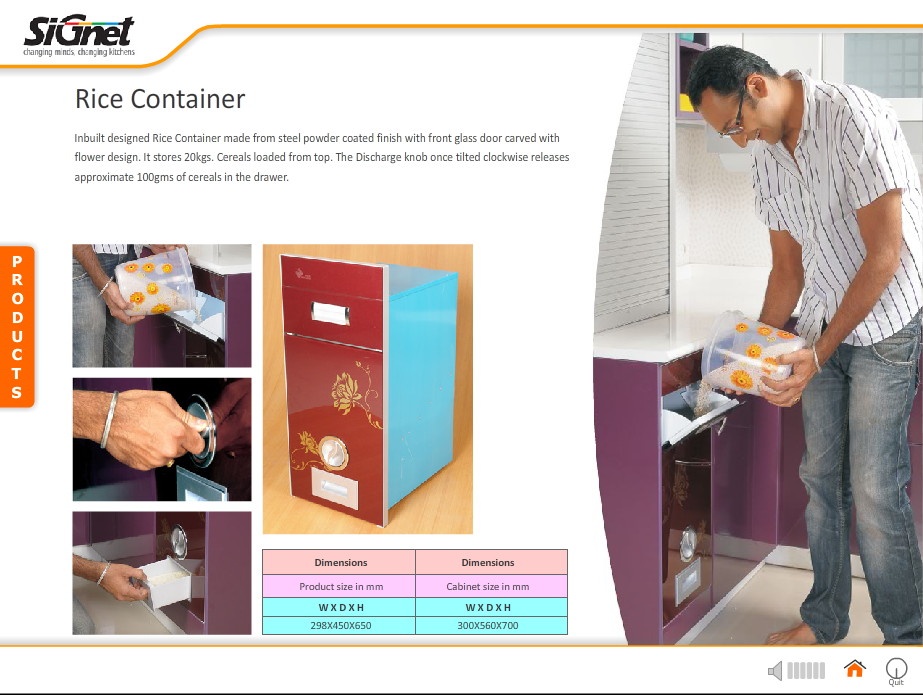 SiGnet
changing minds, changing kitchens
Rice Container
Inbuilt designed Rice Container made from steel powder coated finish with front glass door carved with
flower design. It stores 20kgs. Cereals loaded from top. The Discharge knob once tilted clockwise releases
approximate 100gms of cereals in the drawer.
PRODUCTS
Dimensions Dimensions
Product size in mm Cabinet size in mm
W X D X H W X D X H
298X450X650 300X560X700
Quit